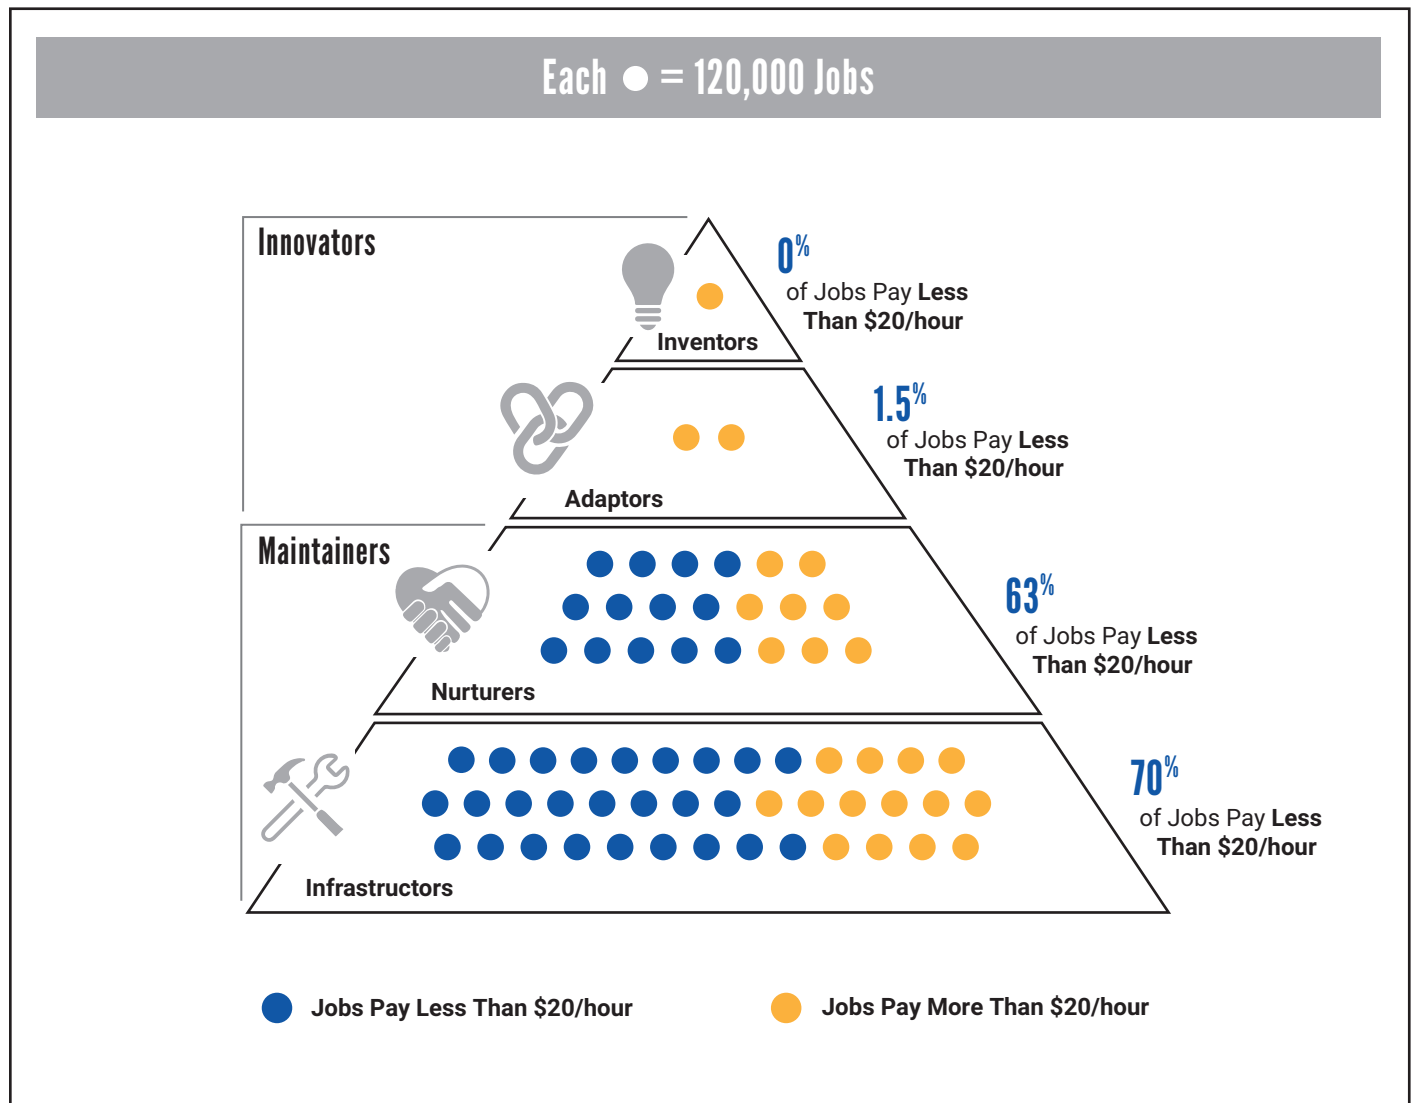 Each = 120,000 Jobs
Innovators
0%
of Jobs Pay Less
Than $20/hour
Inventors
1.5%
of Jobs Pay Less
Than $20/hour
Adaptors
Maintainers
63%
of Jobs Pay Less
Than $20/hour
Nurturers
70%
of Jobs Pay Less
Than $20/hour
Infrastructors
Jobs Pay Less Than $20/hour
Jobs Pay More Than $20/hour